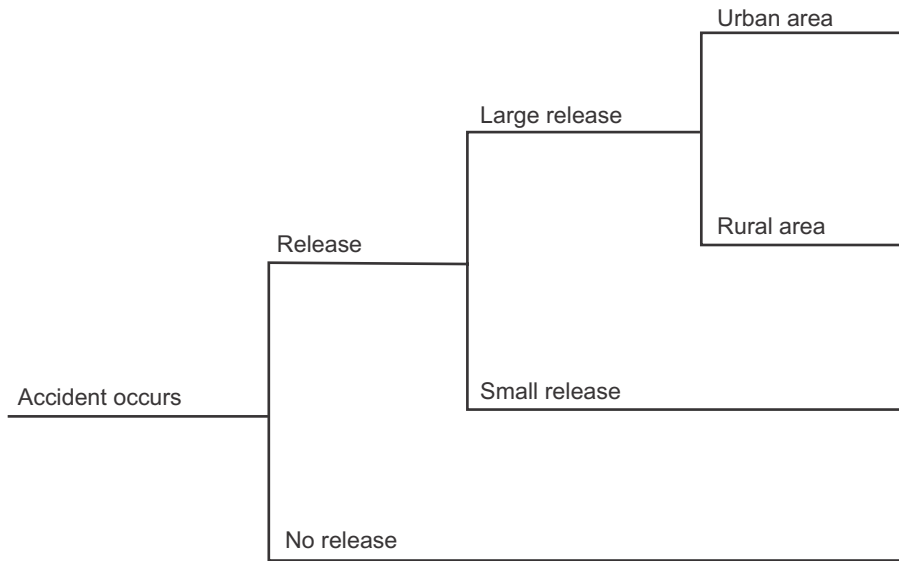 Urban area
Large release
Rural area
Release
Small release
Accident occurs
No release